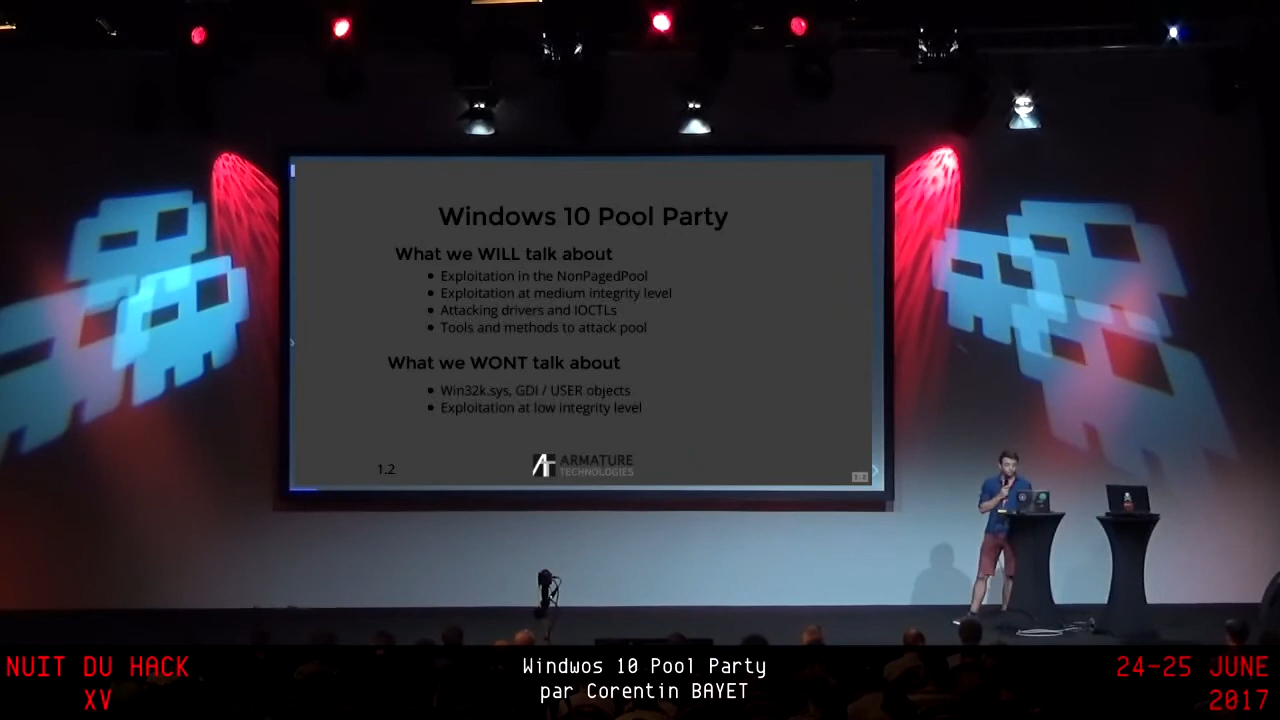 Windows 10 Pool Party
What we WILL talk about
Exploitation in the NonPagedPool
Exploitation at medium integrity level
Attacking drivers and IOCTLs
Tools and methods to attack pool
What we WONT talk about
Win32k.sys, GDI / USER objects
Exploitation at low integrity level
1.2
ARMATURE
TECHNOLOGIES
1:2
NUIT DU HACK
XV
Windwos 10 Pool Party
par Corentin BAYET
24-25 JUNE
2017